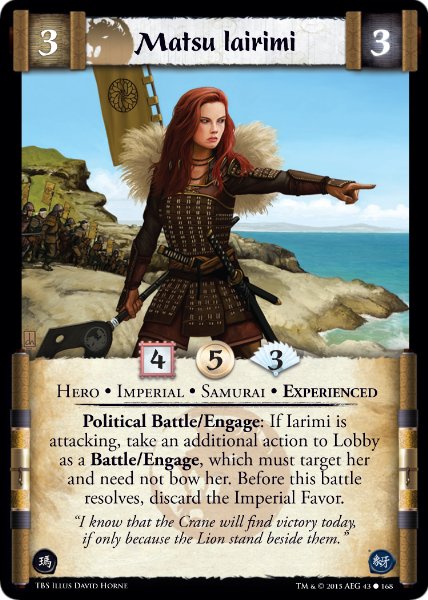 3 Matsu Iairimi 3
4 5 3
Hero • Imperial • Samurai • Experienced
Political Battle/Engage: If Iarimi is
attacking, take an additional action to Lobby
as a Battle/Engage, which must target her
and need not bow her. Before this battle
resolves, discard the Imperial Favor.
“I know that the Crane will find victory today,
if only because the Lion stand beside them.”
TBS Illus David Horne TM & © 2015 AEG 43 • 168